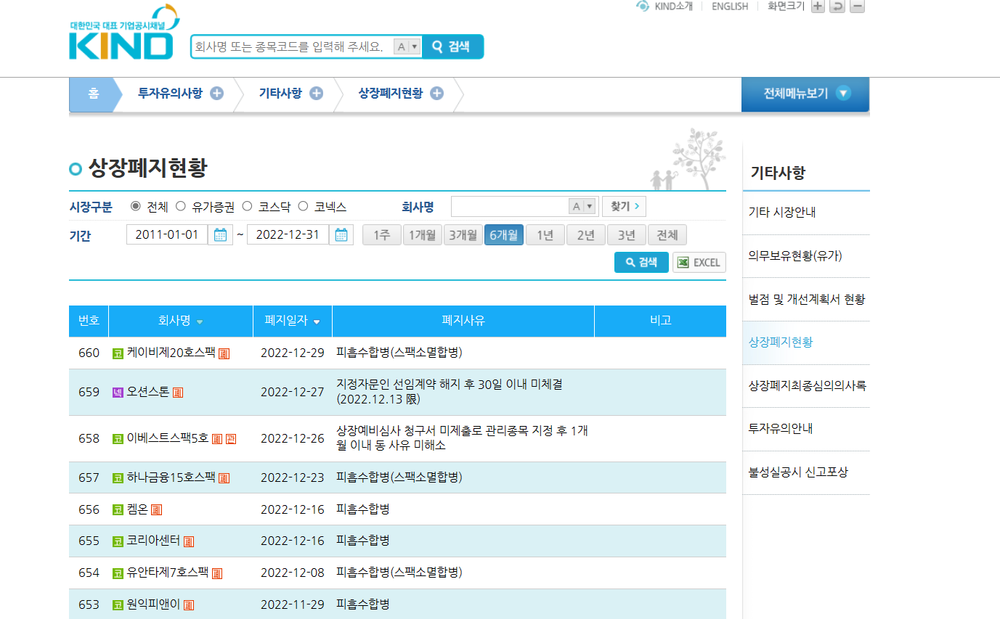 KIND소개 ENGLISH 화면크기
대한민국 대표 기업공시채널
KIND
회사명 또는 종목코드를 입력해 주세요. A 검색
홈 투자유의사항 기타사항 상장폐지현황 전체메뉴보기
상장폐지현황
시장구분 전체 유가증권 코스닥 코넥스 회사명 A 찾기
기간 2011-01-01 ~ 2022-12-31 1주 1개월 3개월 6개월 1년 2년 3년 전체
검색 EXCEL
번호 회사명 폐지일자 폐지사유 비고
660 코 케이비제20호스팩 폐 2022-12-29 피흡수합병(스팩소멸합병)
659 넥 오션스톤 폐 2022-12-27 지정자문인 선임계약 해지 후 30일 이내 미체결
(2022.12.13 限)
658 코 이베스트스팩5호 폐 관 2022-12-26 상장예비심사 청구서 미제출로 관리종목 지정 후 1개
월 이내 동 사유 미해소
657 코 하나금융15호스팩 폐 2022-12-23 피흡수합병(스팩소멸합병)
656 코 켐온 폐 2022-12-16 피흡수합병
655 코 코리아센터 폐 2022-12-16 피흡수합병
654 코 유안타제7호스팩 폐 2022-12-08 피흡수합병(스팩소멸합병)
653 코 원익피앤이 폐 2022-11-29 피흡수합병
기타사항
기타 시장안내
의무보유현황(유가)
벌점 및 개선계획서 현황
상장폐지현황
상장폐지최종심의의사록
투자유의안내
불성실공시 신고포상